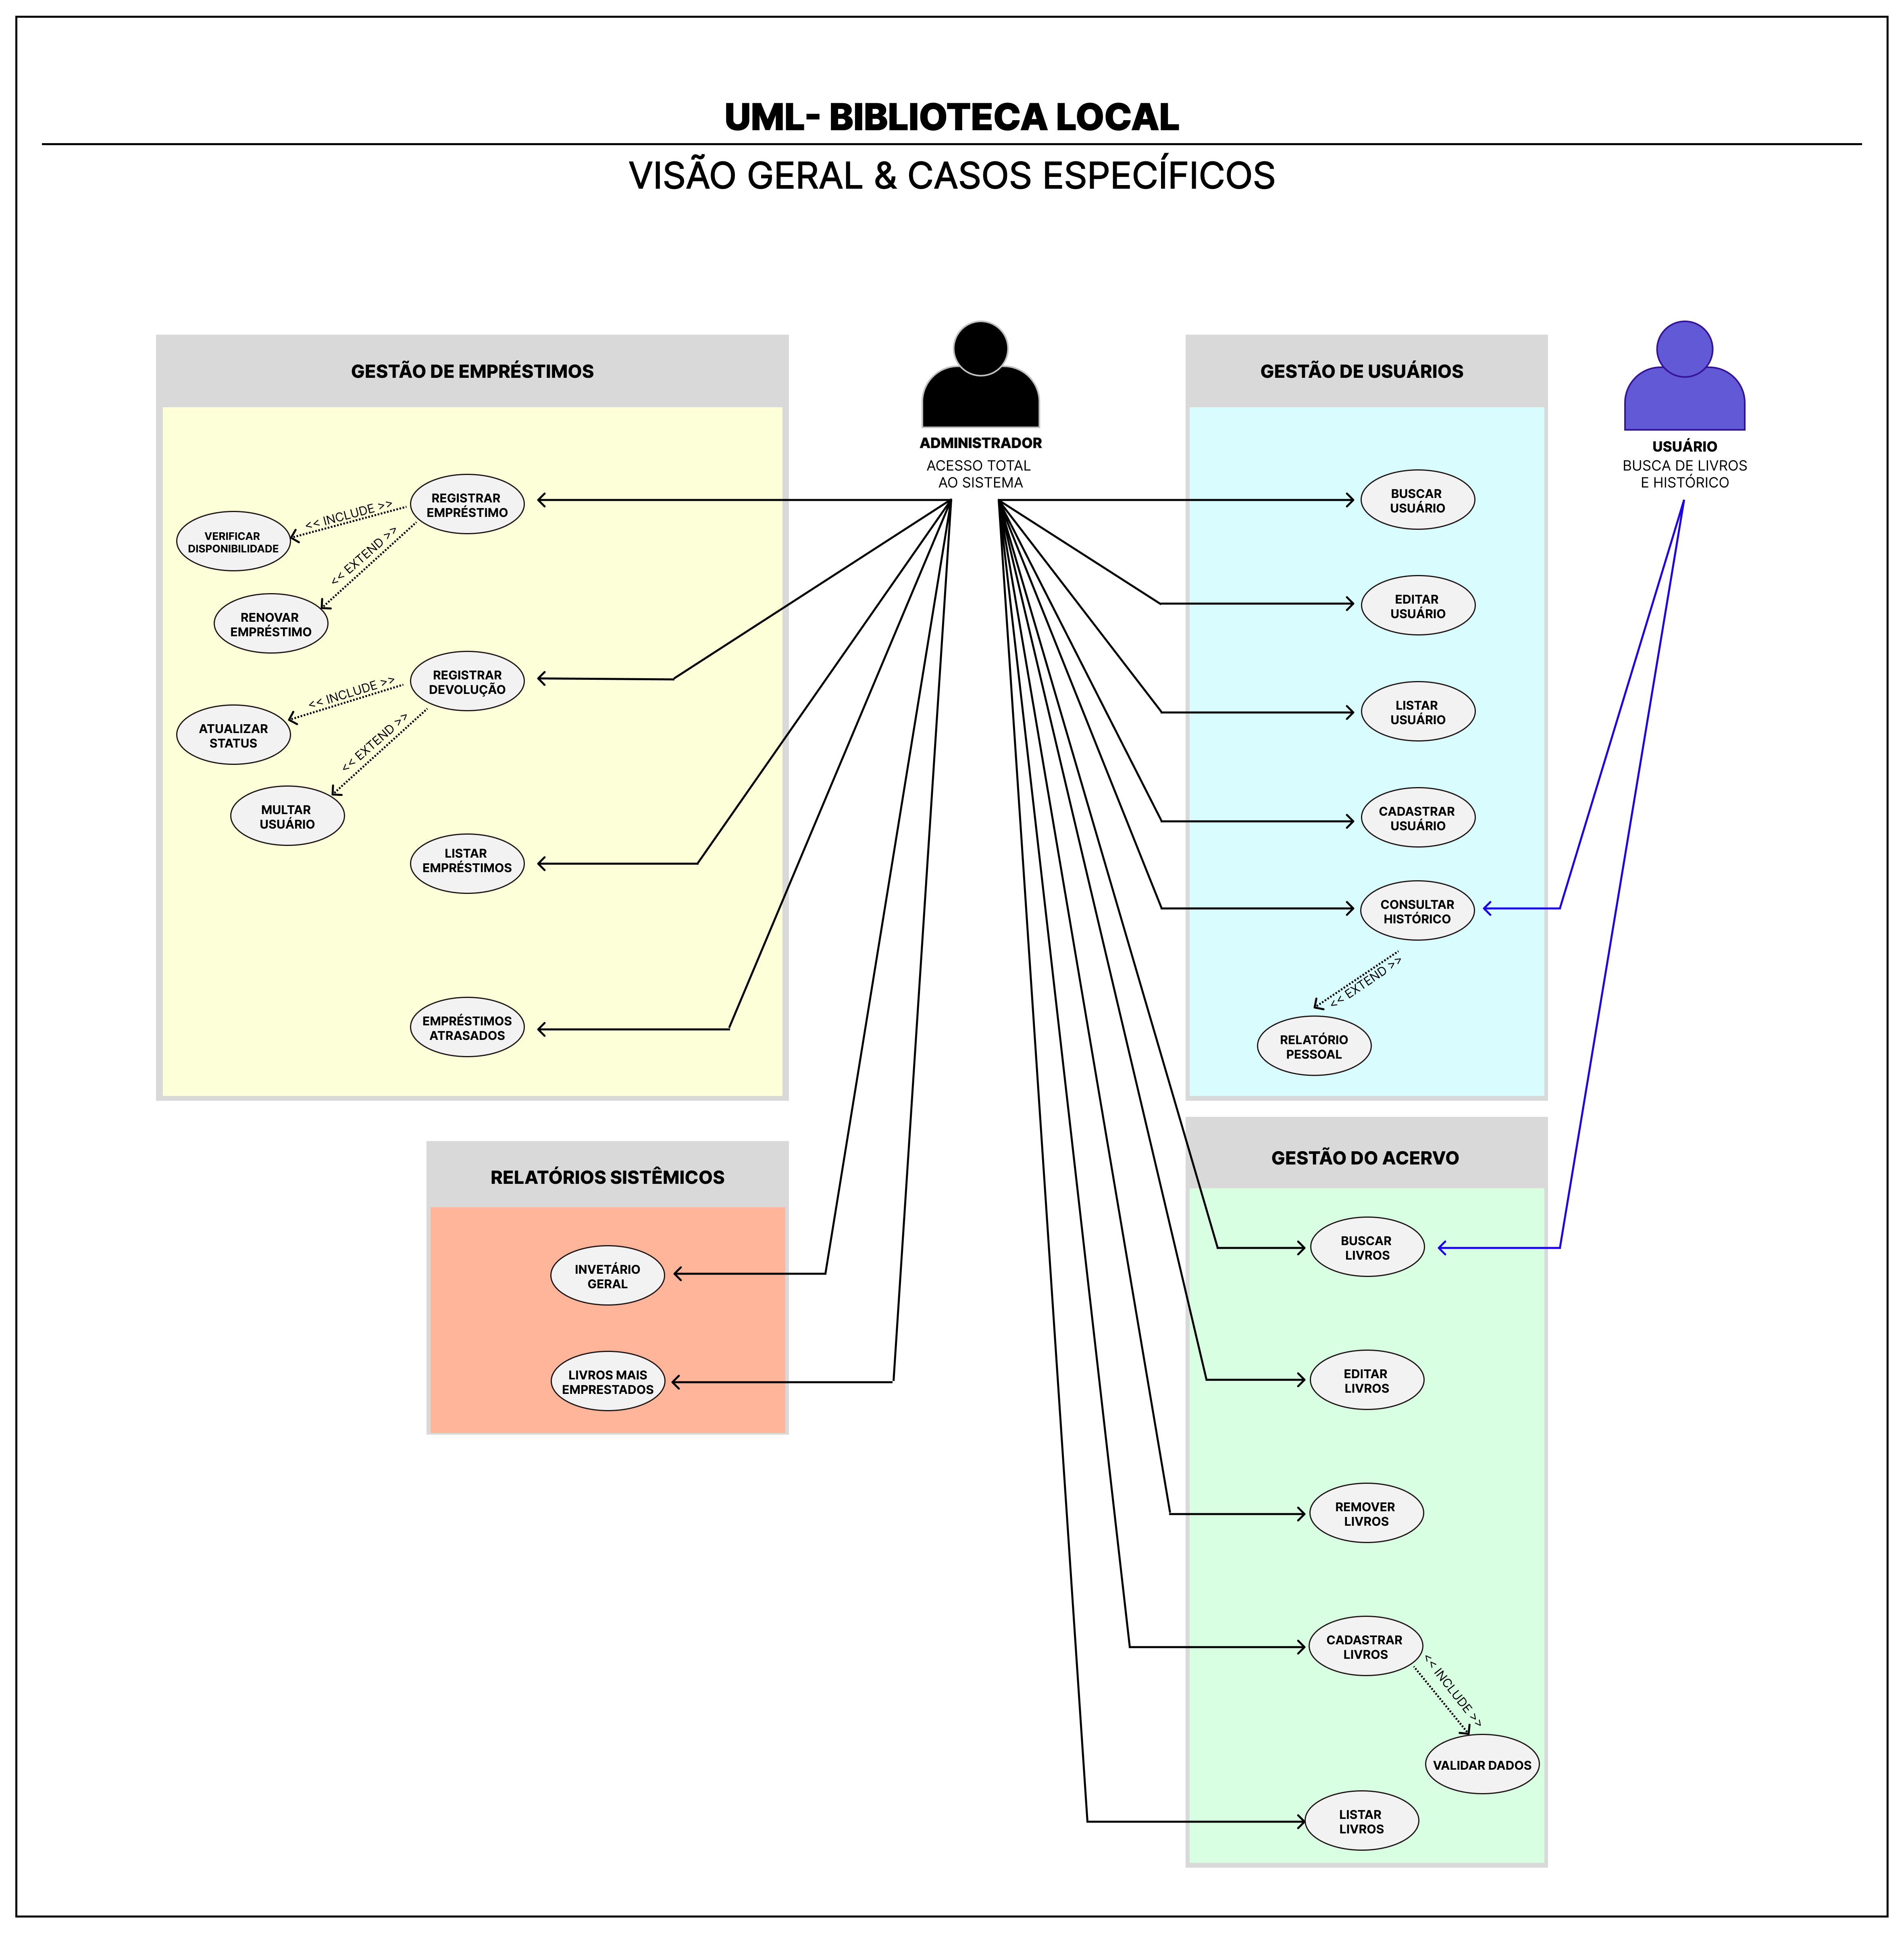 UML- BIBLIOTECA LOCAL
VISÃO GERAL & CASOS ESPECÍFICOS
GESTÃO DE EMPRÉSTIMOS
REGISTRAR
EMPRÉSTIMO
<< INCLUDE >>
VERIFICAR
DISPONIBILIDADE
<< EXTEND >>
RENOVAR
EMPRÉSTIMO
REGISTRAR
DEVOLUÇÃO
<< INCLUDE >>
ATUALIZAR
STATUS
<< EXTEND >>
MULTAR
USUÁRIO
LISTAR
EMPRÉSTIMOS
EMPRÉSTIMOS
ATRASADOS
RELATÓRIOS SISTÊMICOS
INVETÁRIO
GERAL
LIVROS MAIS
EMPRESTADOS
ADMINISTRADOR
ACESSO TOTAL
AO SISTEMA
GESTÃO DE USUÁRIOS
BUSCAR
USUÁRIO
EDITAR
USUÁRIO
LISTAR
USUÁRIO
CADASTRAR
USUÁRIO
CONSULTAR
HISTÓRICO
<< EXTEND >>
RELATÓRIO
PESSOAL
USUÁRIO
BUSCA DE LIVROS
E HISTÓRICO
GESTÃO DO ACERVO
BUSCAR
LIVROS
EDITAR
LIVROS
REMOVER
LIVROS
CADASTRAR
LIVROS
<< INCLUDE >>
VALIDAR DADOS
LISTAR
LIVROS